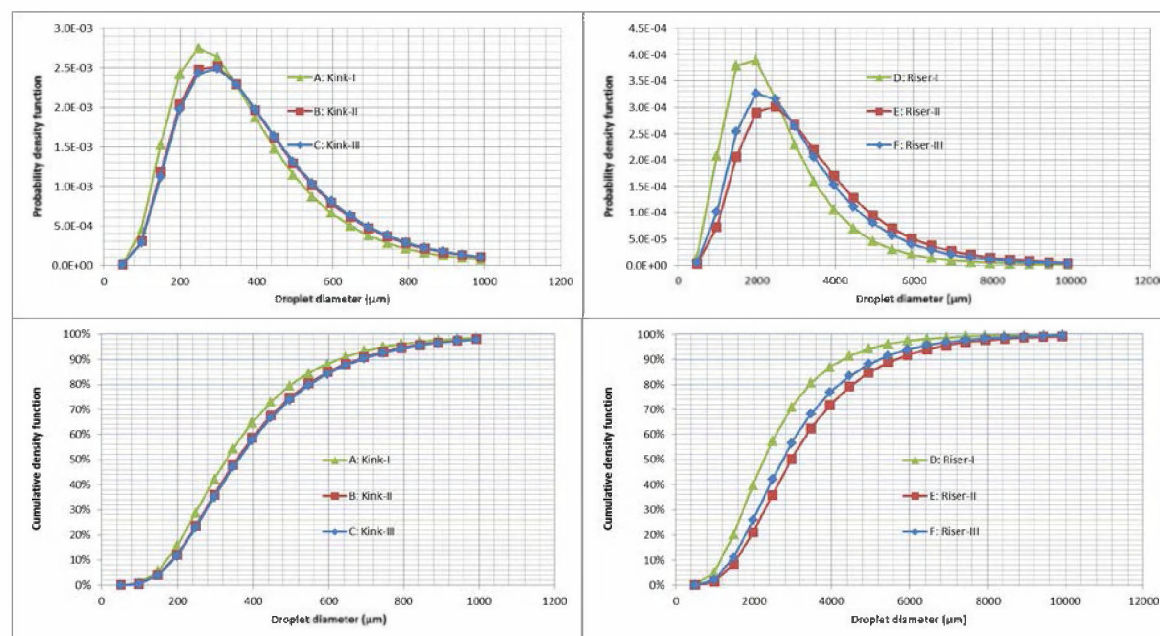 3.0E-03
2.5E-03
2.0E-03
1.5E-03
1.0E-03
5.0E-04
0.0E+00
Probability density function
A: Kink-I
B: Kink-II
C: Kink-III
0 200 400 600 800 1000 1200
Droplet diameter (µm)
4.5E-04
4.0E-04
3.5E-04
3.0E-04
2.5E-04
2.0E-04
1.5E-04
1.0E-04
5.0E-05
0.0E+00
Probability density function
D: Riser-I
E: Riser-II
F: Riser-III
0 2000 4000 6000 8000 10000 12000
Droplet diameter (µm)
100%
90%
80%
70%
60%
50%
40%
30%
20%
10%
0%
Cumulative density function
A: Kink-I
B: Kink-II
C: Kink-III
0 200 400 600 800 1000 1200
Droplet diameter (µm)
100%
90%
80%
70%
60%
50%
40%
30%
20%
10%
0%
Cumulative density function
D: Riser-I
E: Riser-II
F: Riser-III
0 2000 4000 6000 8000 10000 12000
Droplet diameter (µm)